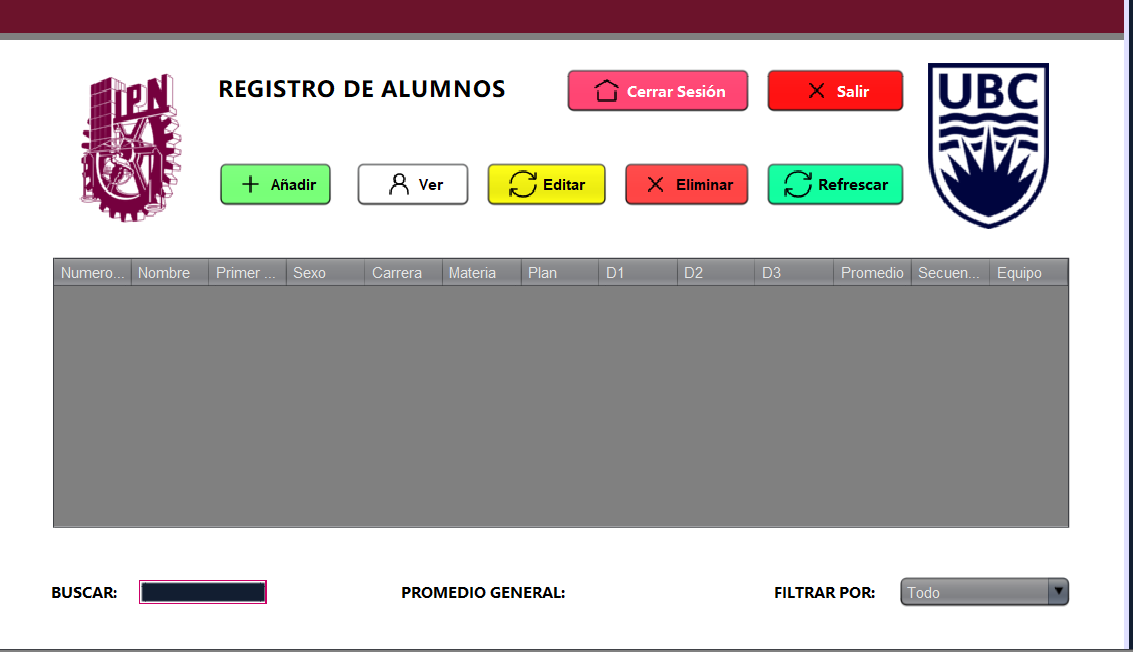 IPN
REGISTRO DE ALUMNOS
Cerrar Sesión
Salir
UBC
Añadir
Ver
Editar
Eliminar
Refrescar
Numero... Nombre Primer ... Sexo Carrera Materia Plan D1 D2 D3 Promedio Secuen... Equipo
BUSCAR:
PROMEDIO GENERAL:
FILTRAR POR:
Todo